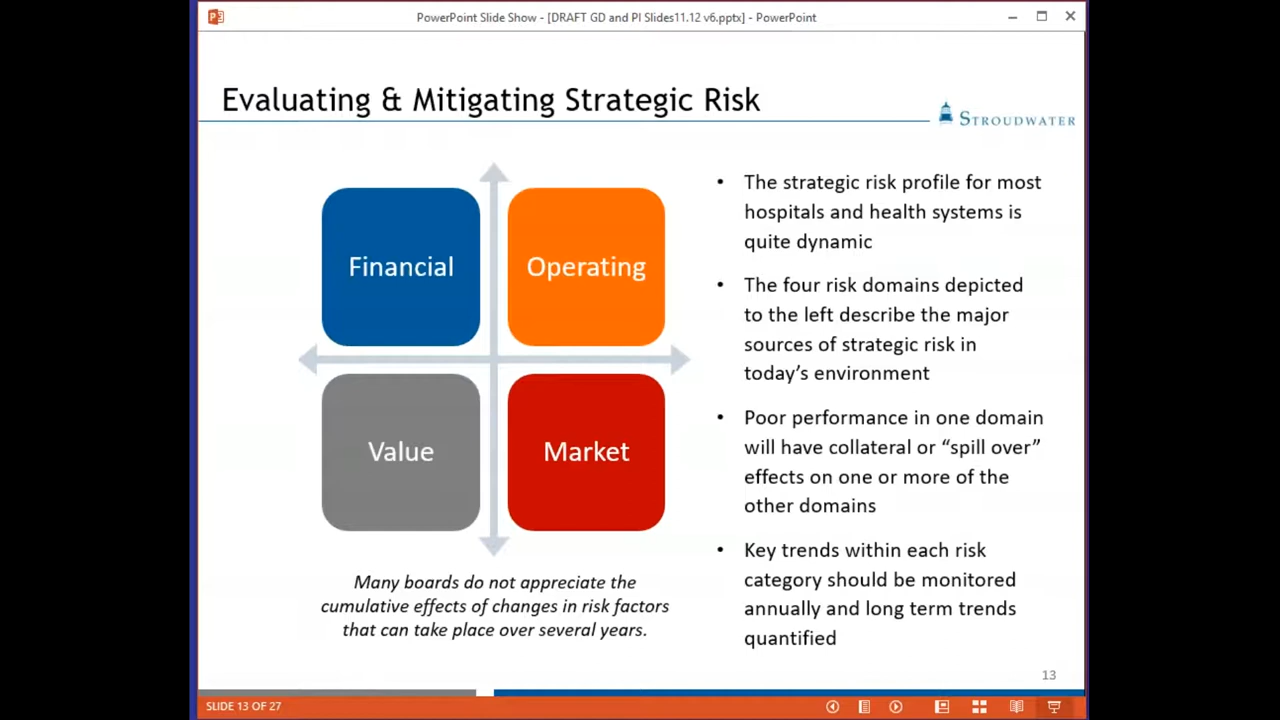 PowerPoint Slide Show - [DRAFT GD and PI Slides11.12 v6.pptx] - PowerPoint
Evaluating & Mitigating Strategic Risk
STROUDWATER
Financial
Operating
Value
Market
Many boards do not appreciate the
cumulative effects of changes in risk factors
that can take place over several years.
• The strategic risk profile for most
hospitals and health systems is
quite dynamic
• The four risk domains depicted
to the left describe the major
sources of strategic risk in
today’s environment
• Poor performance in one domain
will have collateral or “spill over”
effects on one or more of the
other domains
• Key trends within each risk
category should be monitored
annually and long term trends
quantified
13
SLIDE 13 OF 27